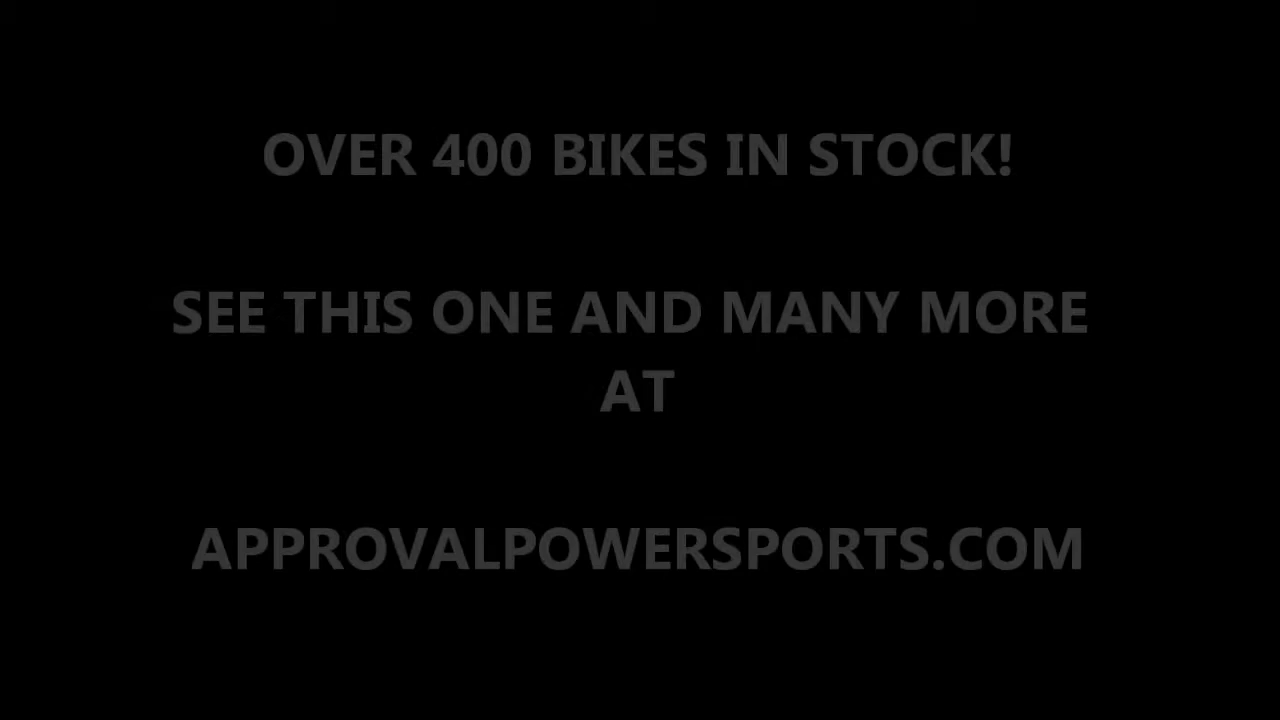 OVER 400 BIKES IN STOCK!
SEE THIS ONE AND MANY MORE
AT
APPROVALPOWERSPORTS.COM